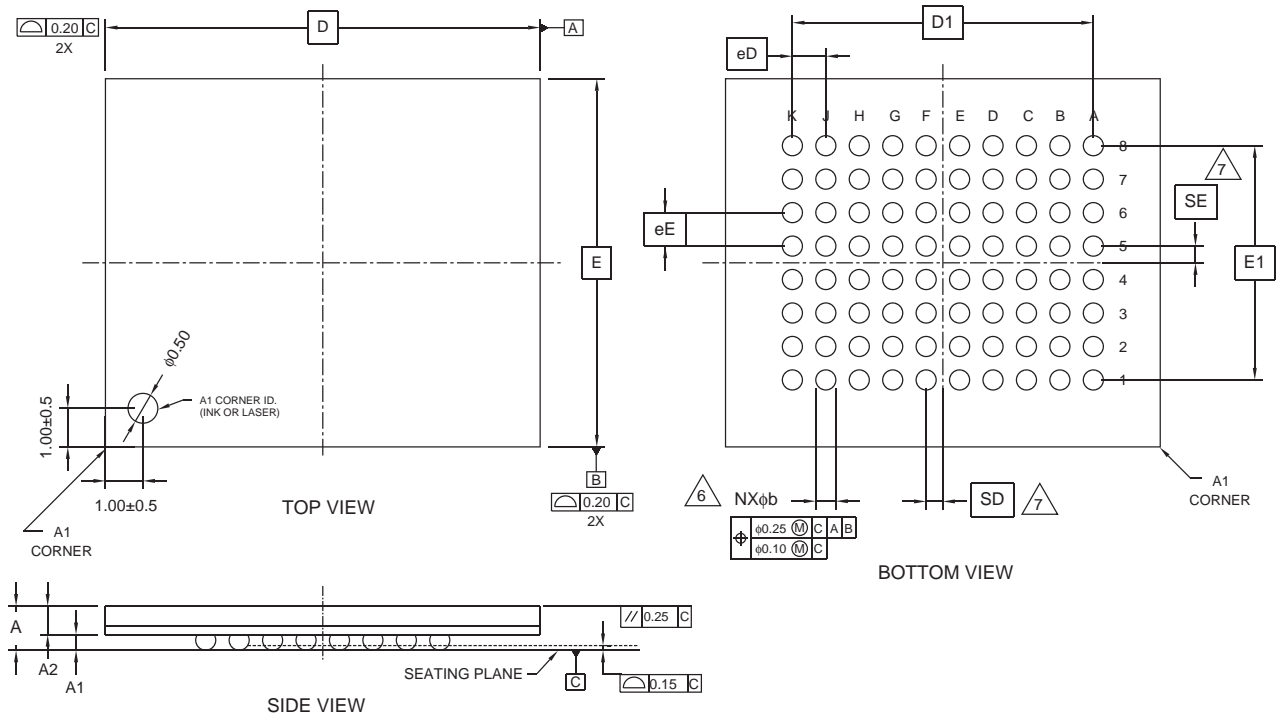 0.20 C
2X
D
A
E
φ0.50
A1 CORNER ID.
(INK OR LASER)
1.00±0.5
1.00±0.5
A1
CORNER
TOP VIEW
B
0.20 C
2X
D1
eD
K J H G F E D C B A
8
7
6
5
4
3
2
1
7
SE
eE
E1
6
NXφb
φ0.25 M C A B
φ0.10 M C
SD
7
A1
CORNER
BOTTOM VIEW
A
A2
A1
// 0.25 C
SEATING PLANE
C
0.15 C
SIDE VIEW